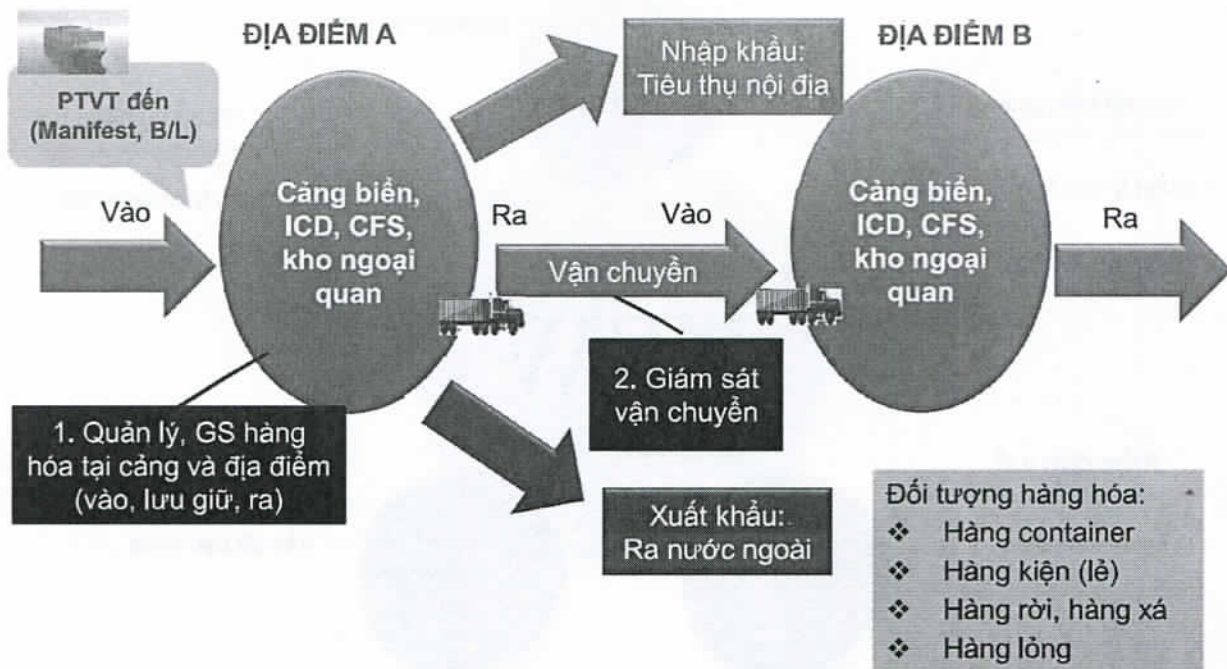 ĐỊA ĐIỂM A
ĐỊA ĐIỂM B
PTVT đến
(Manifest, B/L)
Nhập khẩu:
Tiêu thụ nội địa
Vào
Cảng biển,
ICD, CFS,
kho ngoại
quan
Ra
Vào
Vận chuyển
Cảng biển,
ICD, CFS,
kho ngoại
quan
Ra
1. Quản lý, GS hàng
hóa tại cảng và địa điểm
(vào, lưu giữ, ra)
2. Giám sát
vận chuyển
Xuất khẩu:
Ra nước ngoài
Đối tượng hàng hóa:
❖ Hàng container
❖ Hàng kiện (lẻ)
❖ Hàng rời, hàng xá
❖ Hàng lỏng